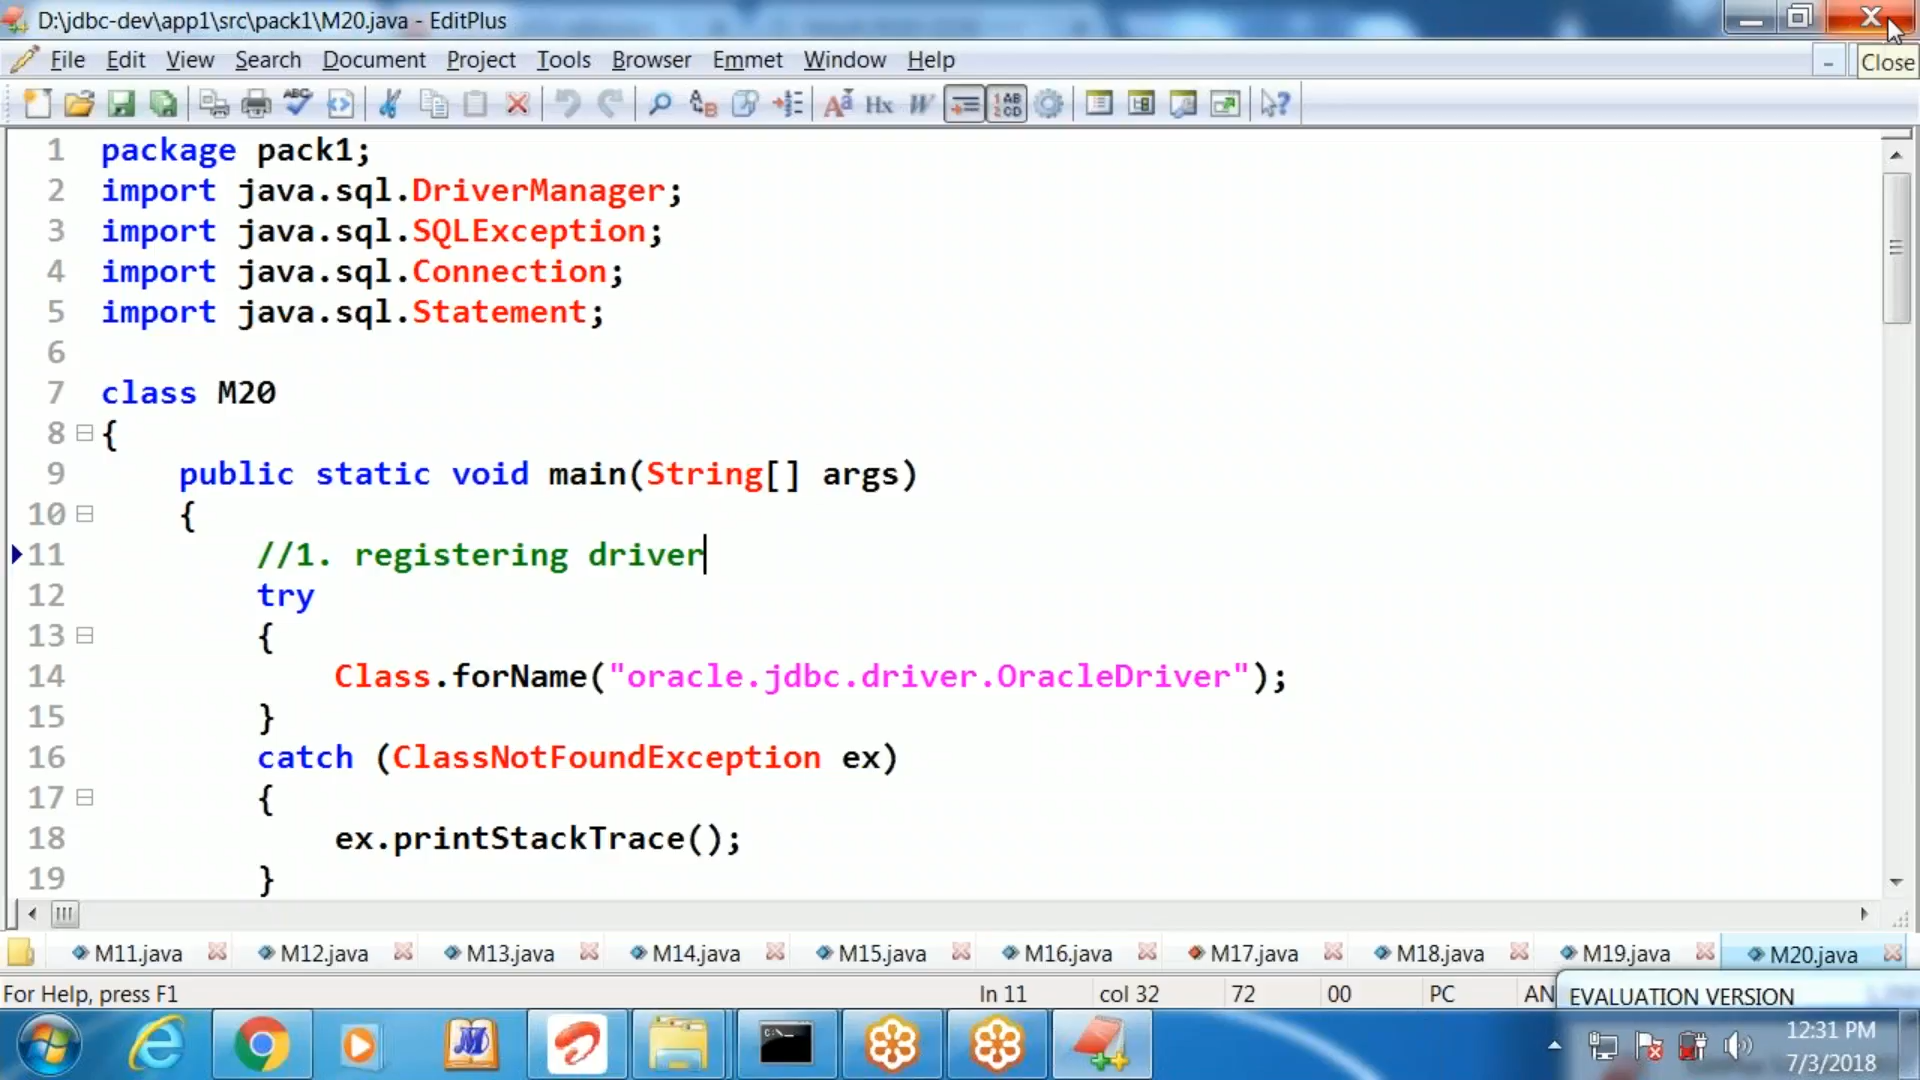 D:\jdbc-dev\app1\src\pack1\M20.java - EditPlus
File Edit View Search Document Project Tools Browser Emmet Window Help
Close
1 package pack1;
2 import java.sql.DriverManager;
3 import java.sql.SQLException;
4 import java.sql.Connection;
5 import java.sql.Statement;
6
7 class M20
8 {
9 public static void main(String[] args)
10 {
11 //1. registering driver
12 try
13 {
14 Class.forName("oracle.jdbc.driver.OracleDriver");
15 }
16 catch (ClassNotFoundException ex)
17 {
18 ex.printStackTrace();
19 }
M11.java M12.java M13.java M14.java M15.java M16.java M17.java M18.java M19.java M20.java
For Help, press F1 ln 11 col 32 72 00 PC AN
EVALUATION VERSION
12:31 PM
7/3/2018